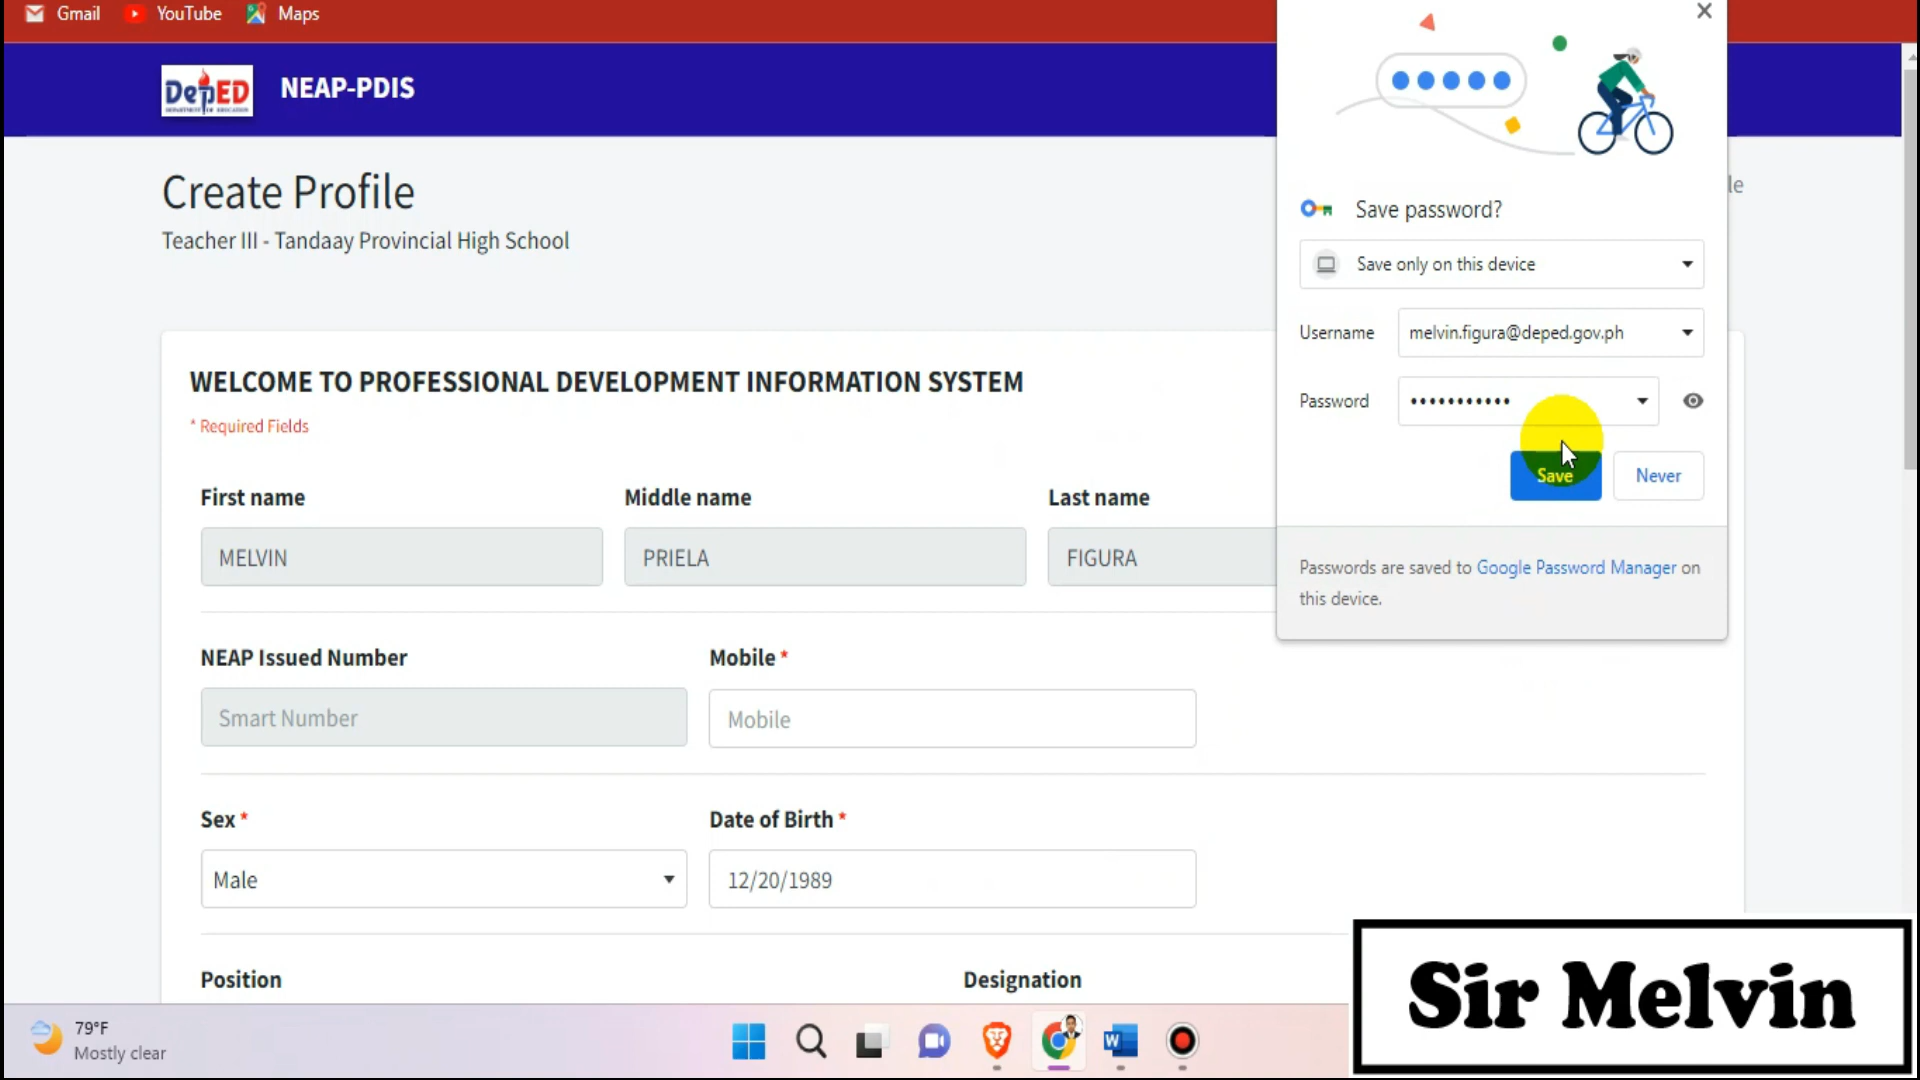 Gmail
YouTube
Maps
DepED
DEPARTMENT OF EDUCATION
NEAP-PDIS
Create Profile
Teacher III - Tandaay Provincial High School
WELCOME TO PROFESSIONAL DEVELOPMENT INFORMATION SYSTEM
* Required Fields
First name
Middle name
Last name
MELVIN
PRIELA
FIGURA
NEAP Issued Number
Mobile *
Smart Number
Mobile
Sex *
Date of Birth *
Male
12/20/1989
Position
Designation
Save password?
Save only on this device
Username
melvin.figura@deped.gov.ph
Password
•••••••••••
Save
Never
Passwords are saved to Google Password Manager on
this device.
79°F
Mostly clear
Sir Melvin